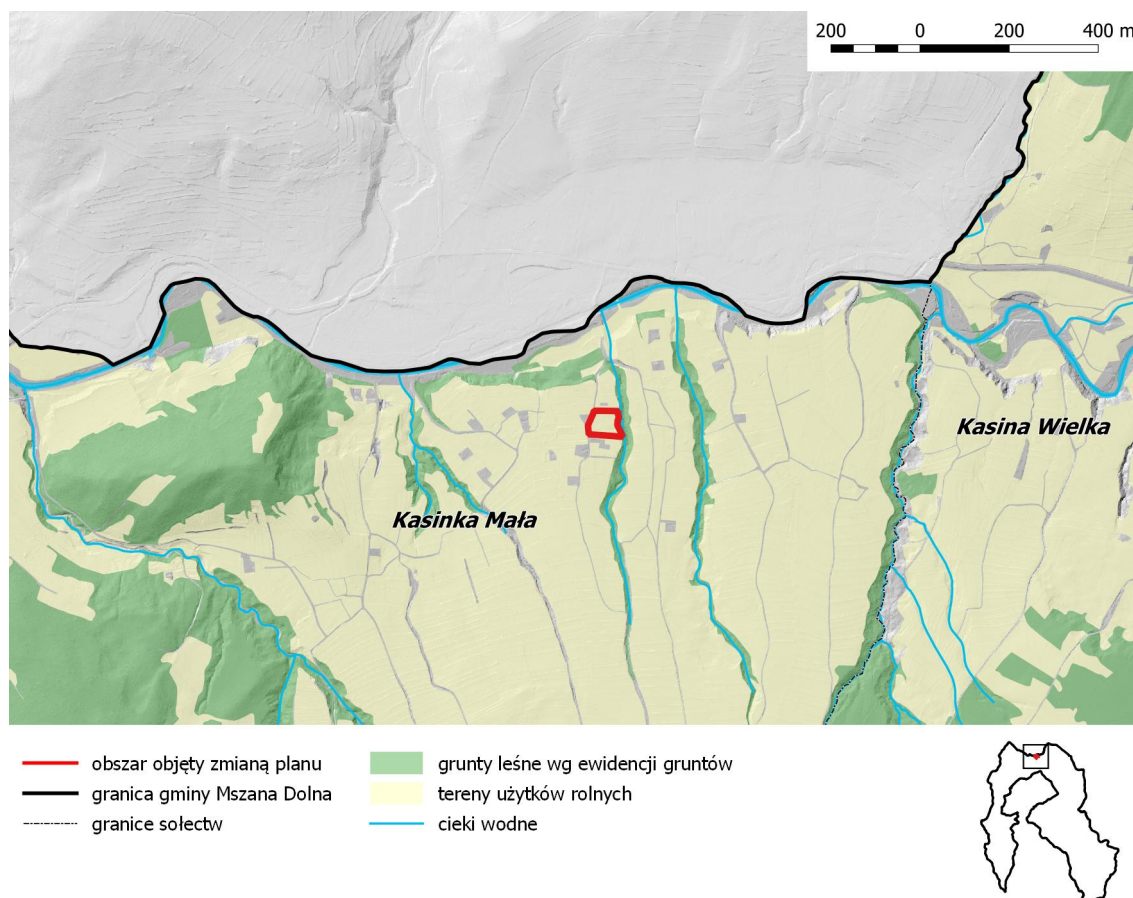 200 0 200 400 m
Kasina Wielka
Kasinka Mała
obszar objęty zmianą planu
granica gminy Mszana Dolna
granice sołectw
grunty leśne wg ewidencji gruntów
tereny użytków rolnych
cieki wodne